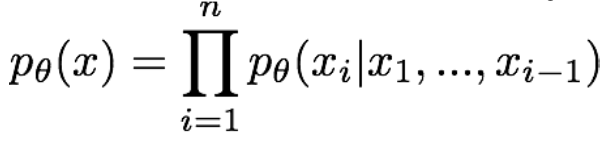 p_θ(x) = ∏_{i=1}^{n} p_θ(x_i|x_1, ..., x_{i−1})